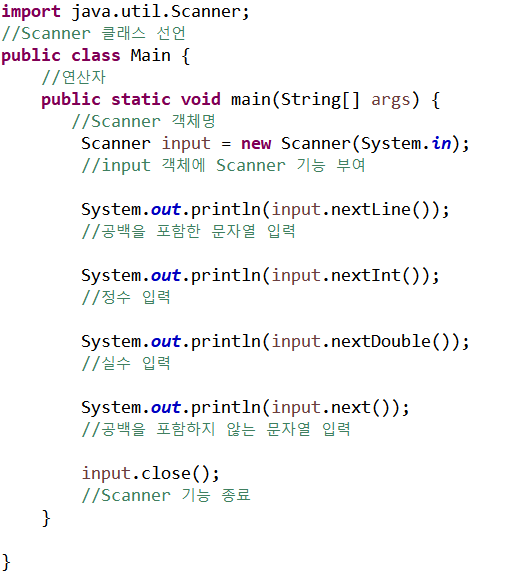 import java.util.Scanner;
//Scanner 클래스 선언
public class Main {
//연산자
public static void main(String[] args) {
//Scanner 객체명
Scanner input = new Scanner(System.in);
//input 객체에 Scanner 기능 부여
System.out.println(input.nextLine());
//공백을 포함한 문자열 입력
System.out.println(input.nextInt());
//정수 입력
System.out.println(input.nextDouble());
//실수 입력
System.out.println(input.next());
//공백을 포함하지 않는 문자열 입력
input.close();
//Scanner 기능 종료
}
}